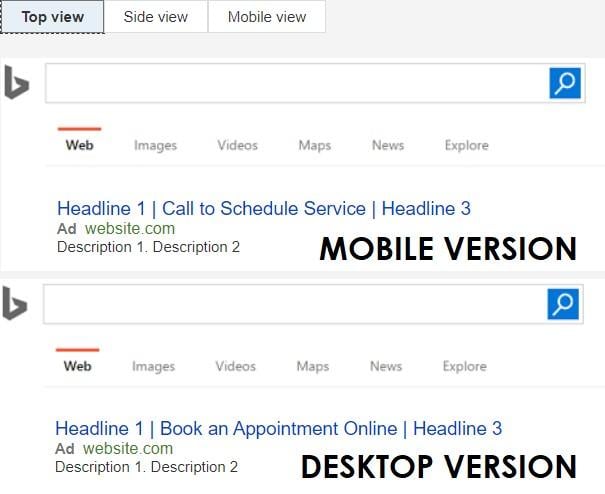 Top view Side view Mobile view
Web Images Videos Maps News Explore
Headline 1 | Call to Schedule Service | Headline 3
Ad website.com
Description 1. Description 2
MOBILE VERSION
Web Images Videos Maps News Explore
Headline 1 | Book an Appointment Online | Headline 3
Ad website.com
Description 1. Description 2
DESKTOP VERSION